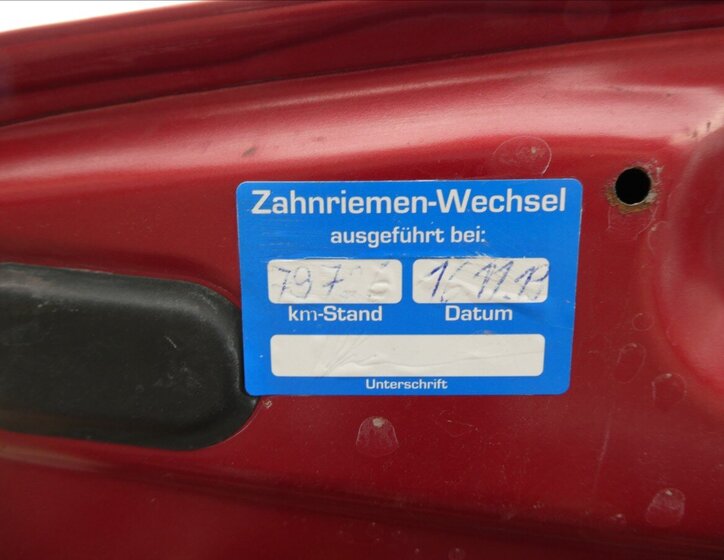 Zahnriemen-Wechsel
ausgeführt bei:
km-Stand Datum
Unterschrift